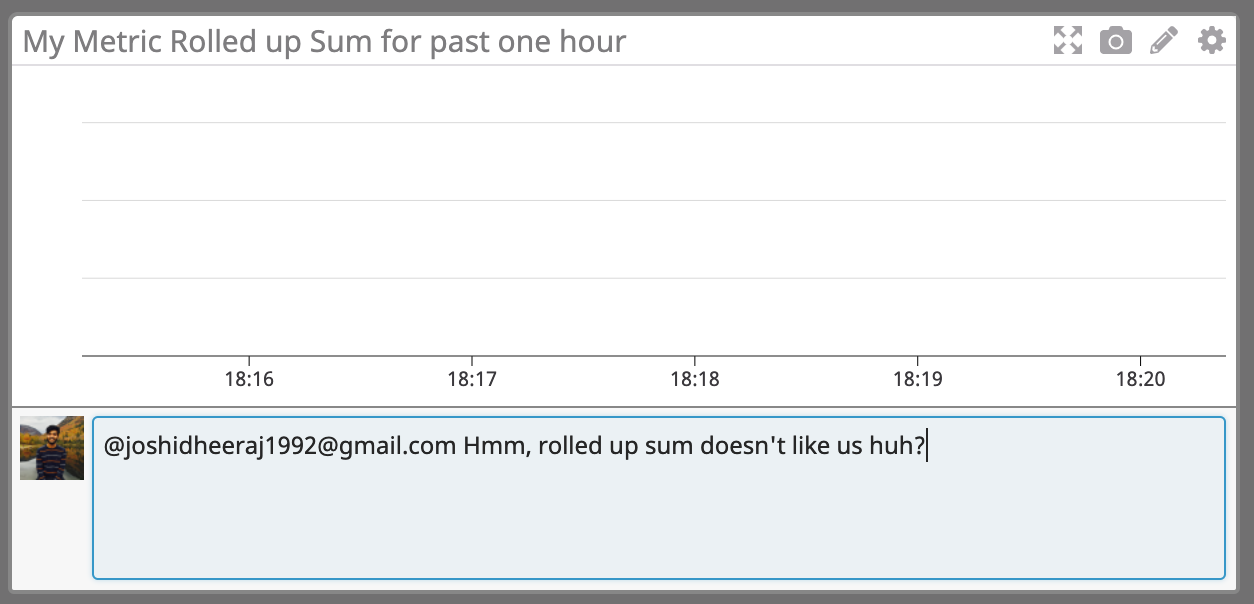 My Metric Rolled up Sum for past one hour
18:16 18:17 18:18 18:19 18:20
@joshidheeraj1992@gmail.com Hmm, rolled up sum doesn't like us huh?